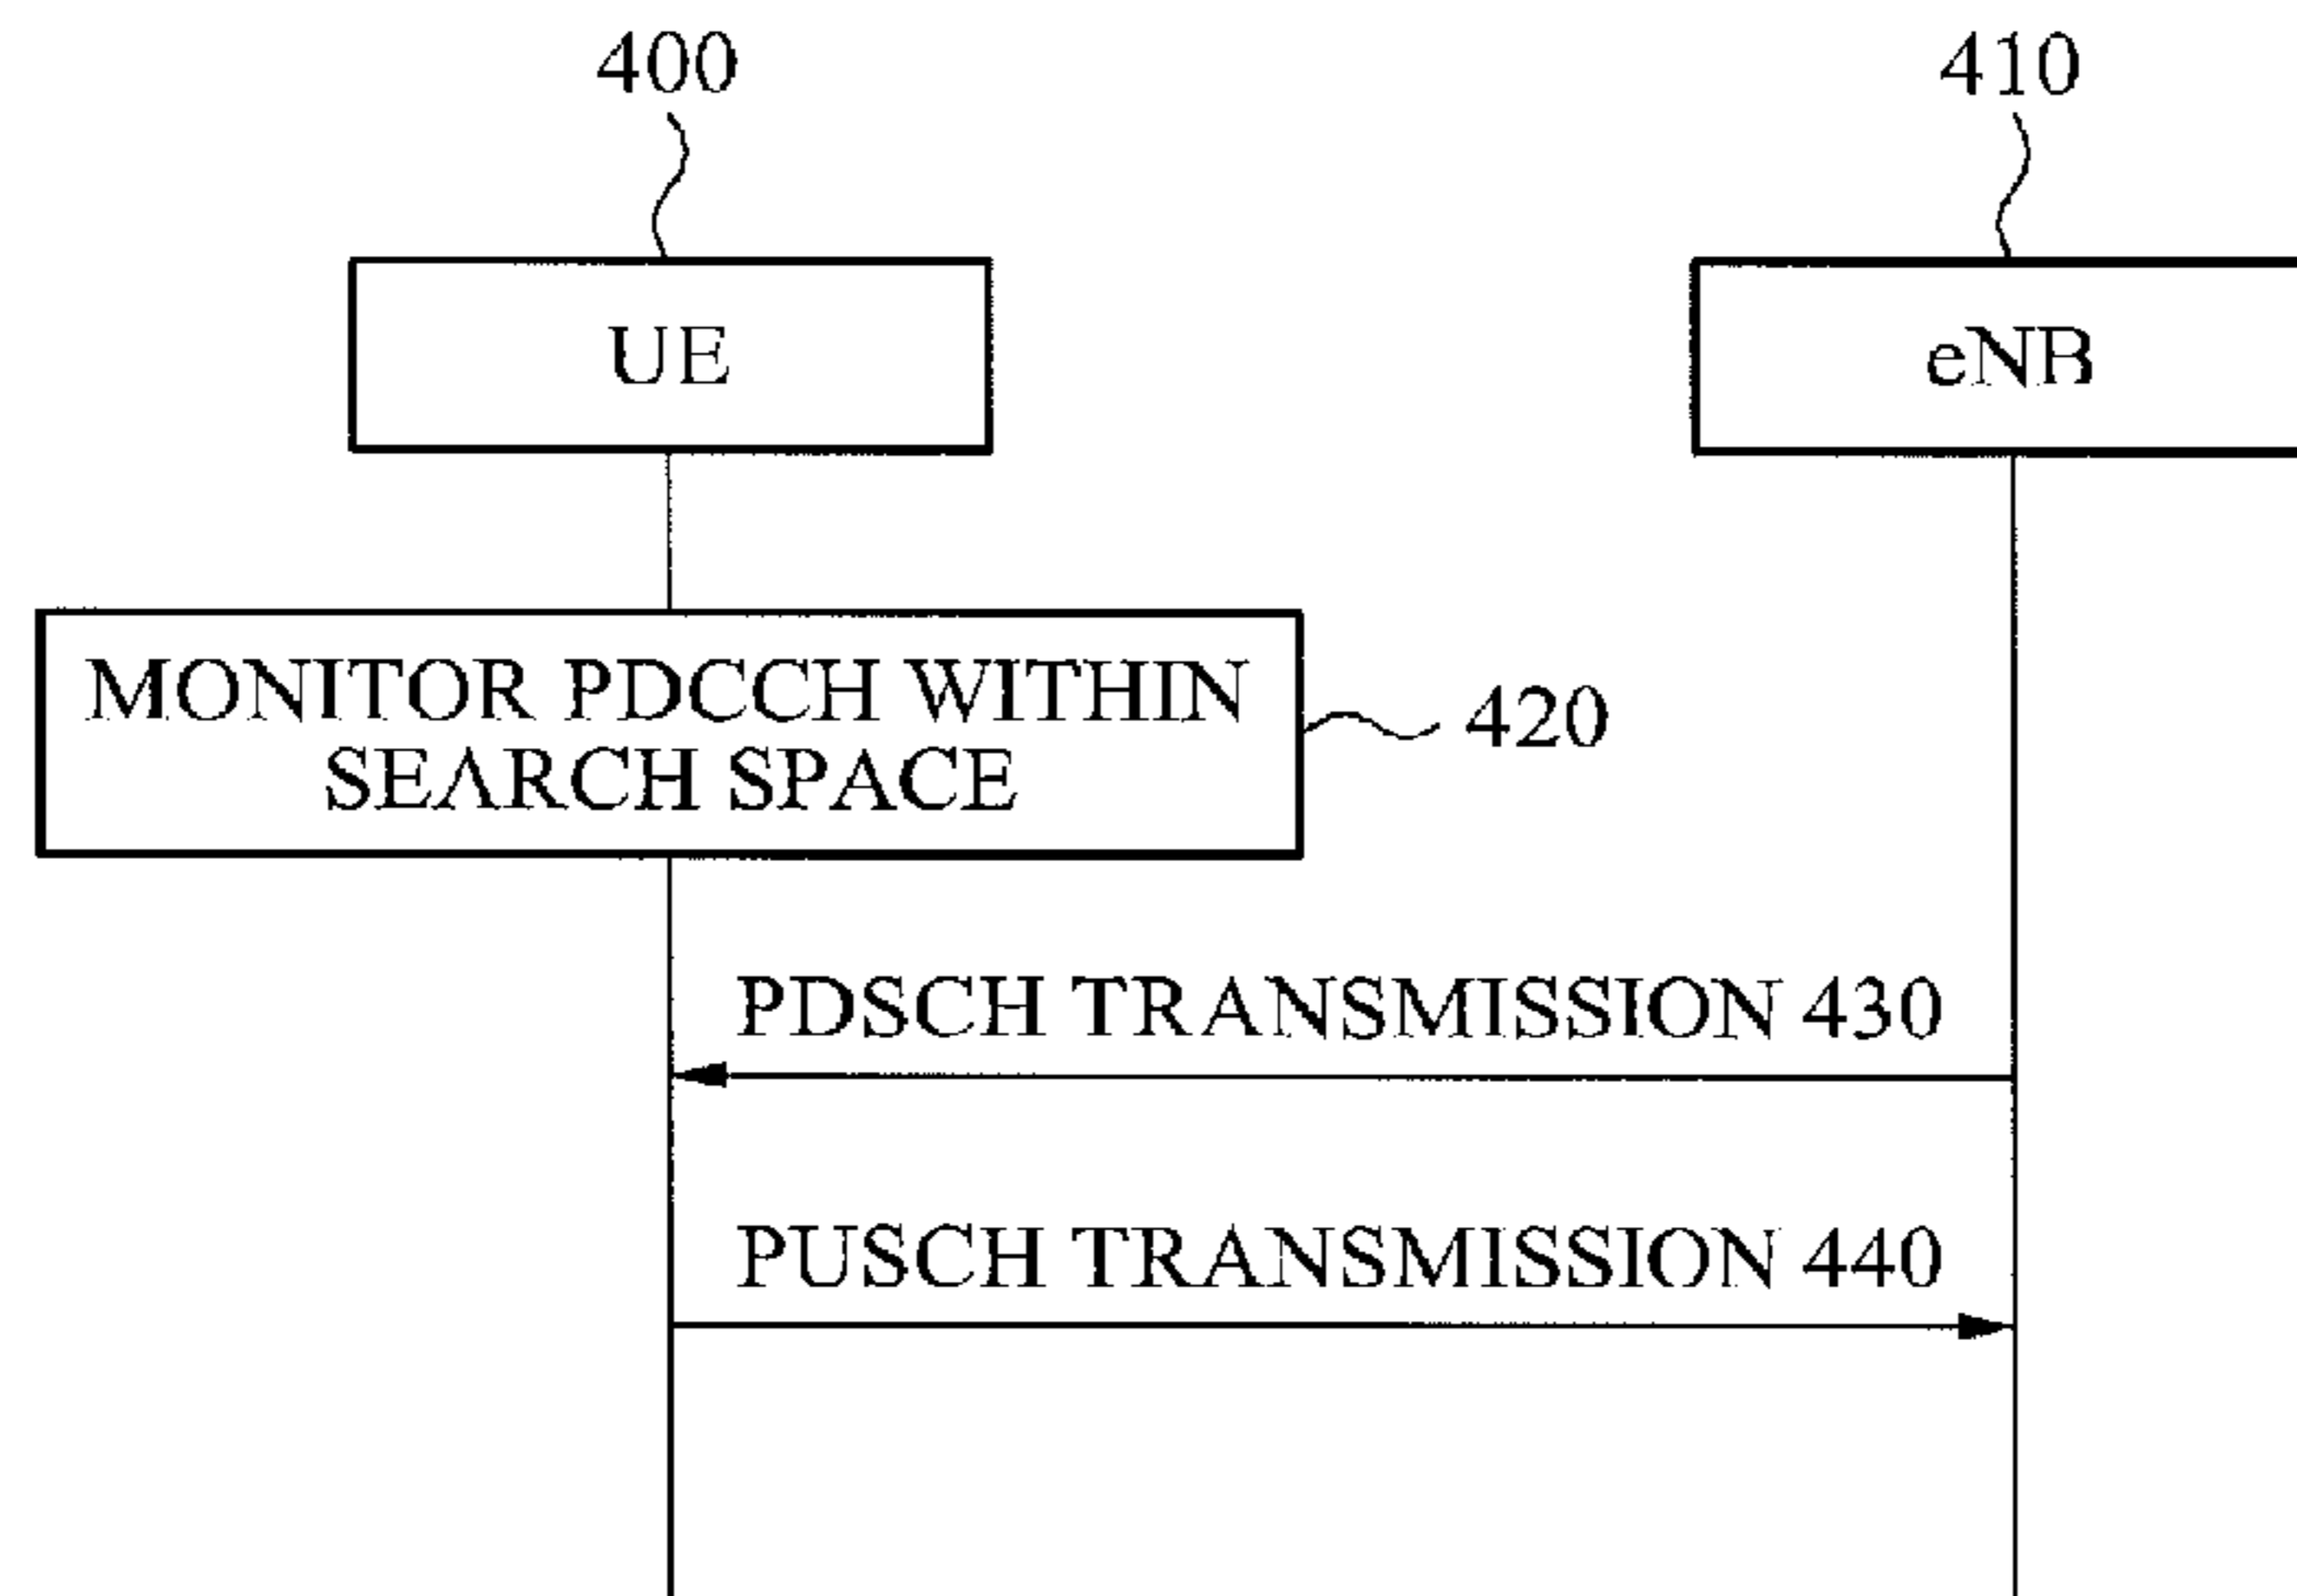 400
410
UE
eNB
MONITOR PDCCH WITHIN
SEARCH SPACE
420
PDSCH TRANSMISSION 430
PUSCH TRANSMISSION 440